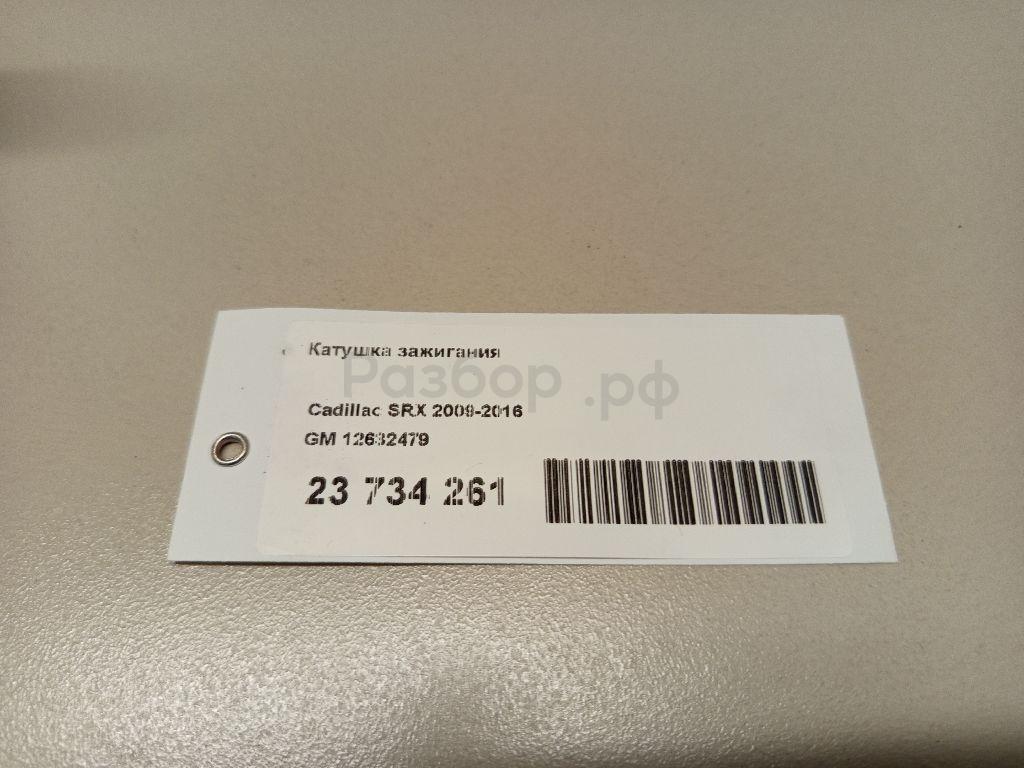 Катушка зажигания
Разбор.рф
Cadillac SRX 2009-2016
GM 12632479
23 734 261